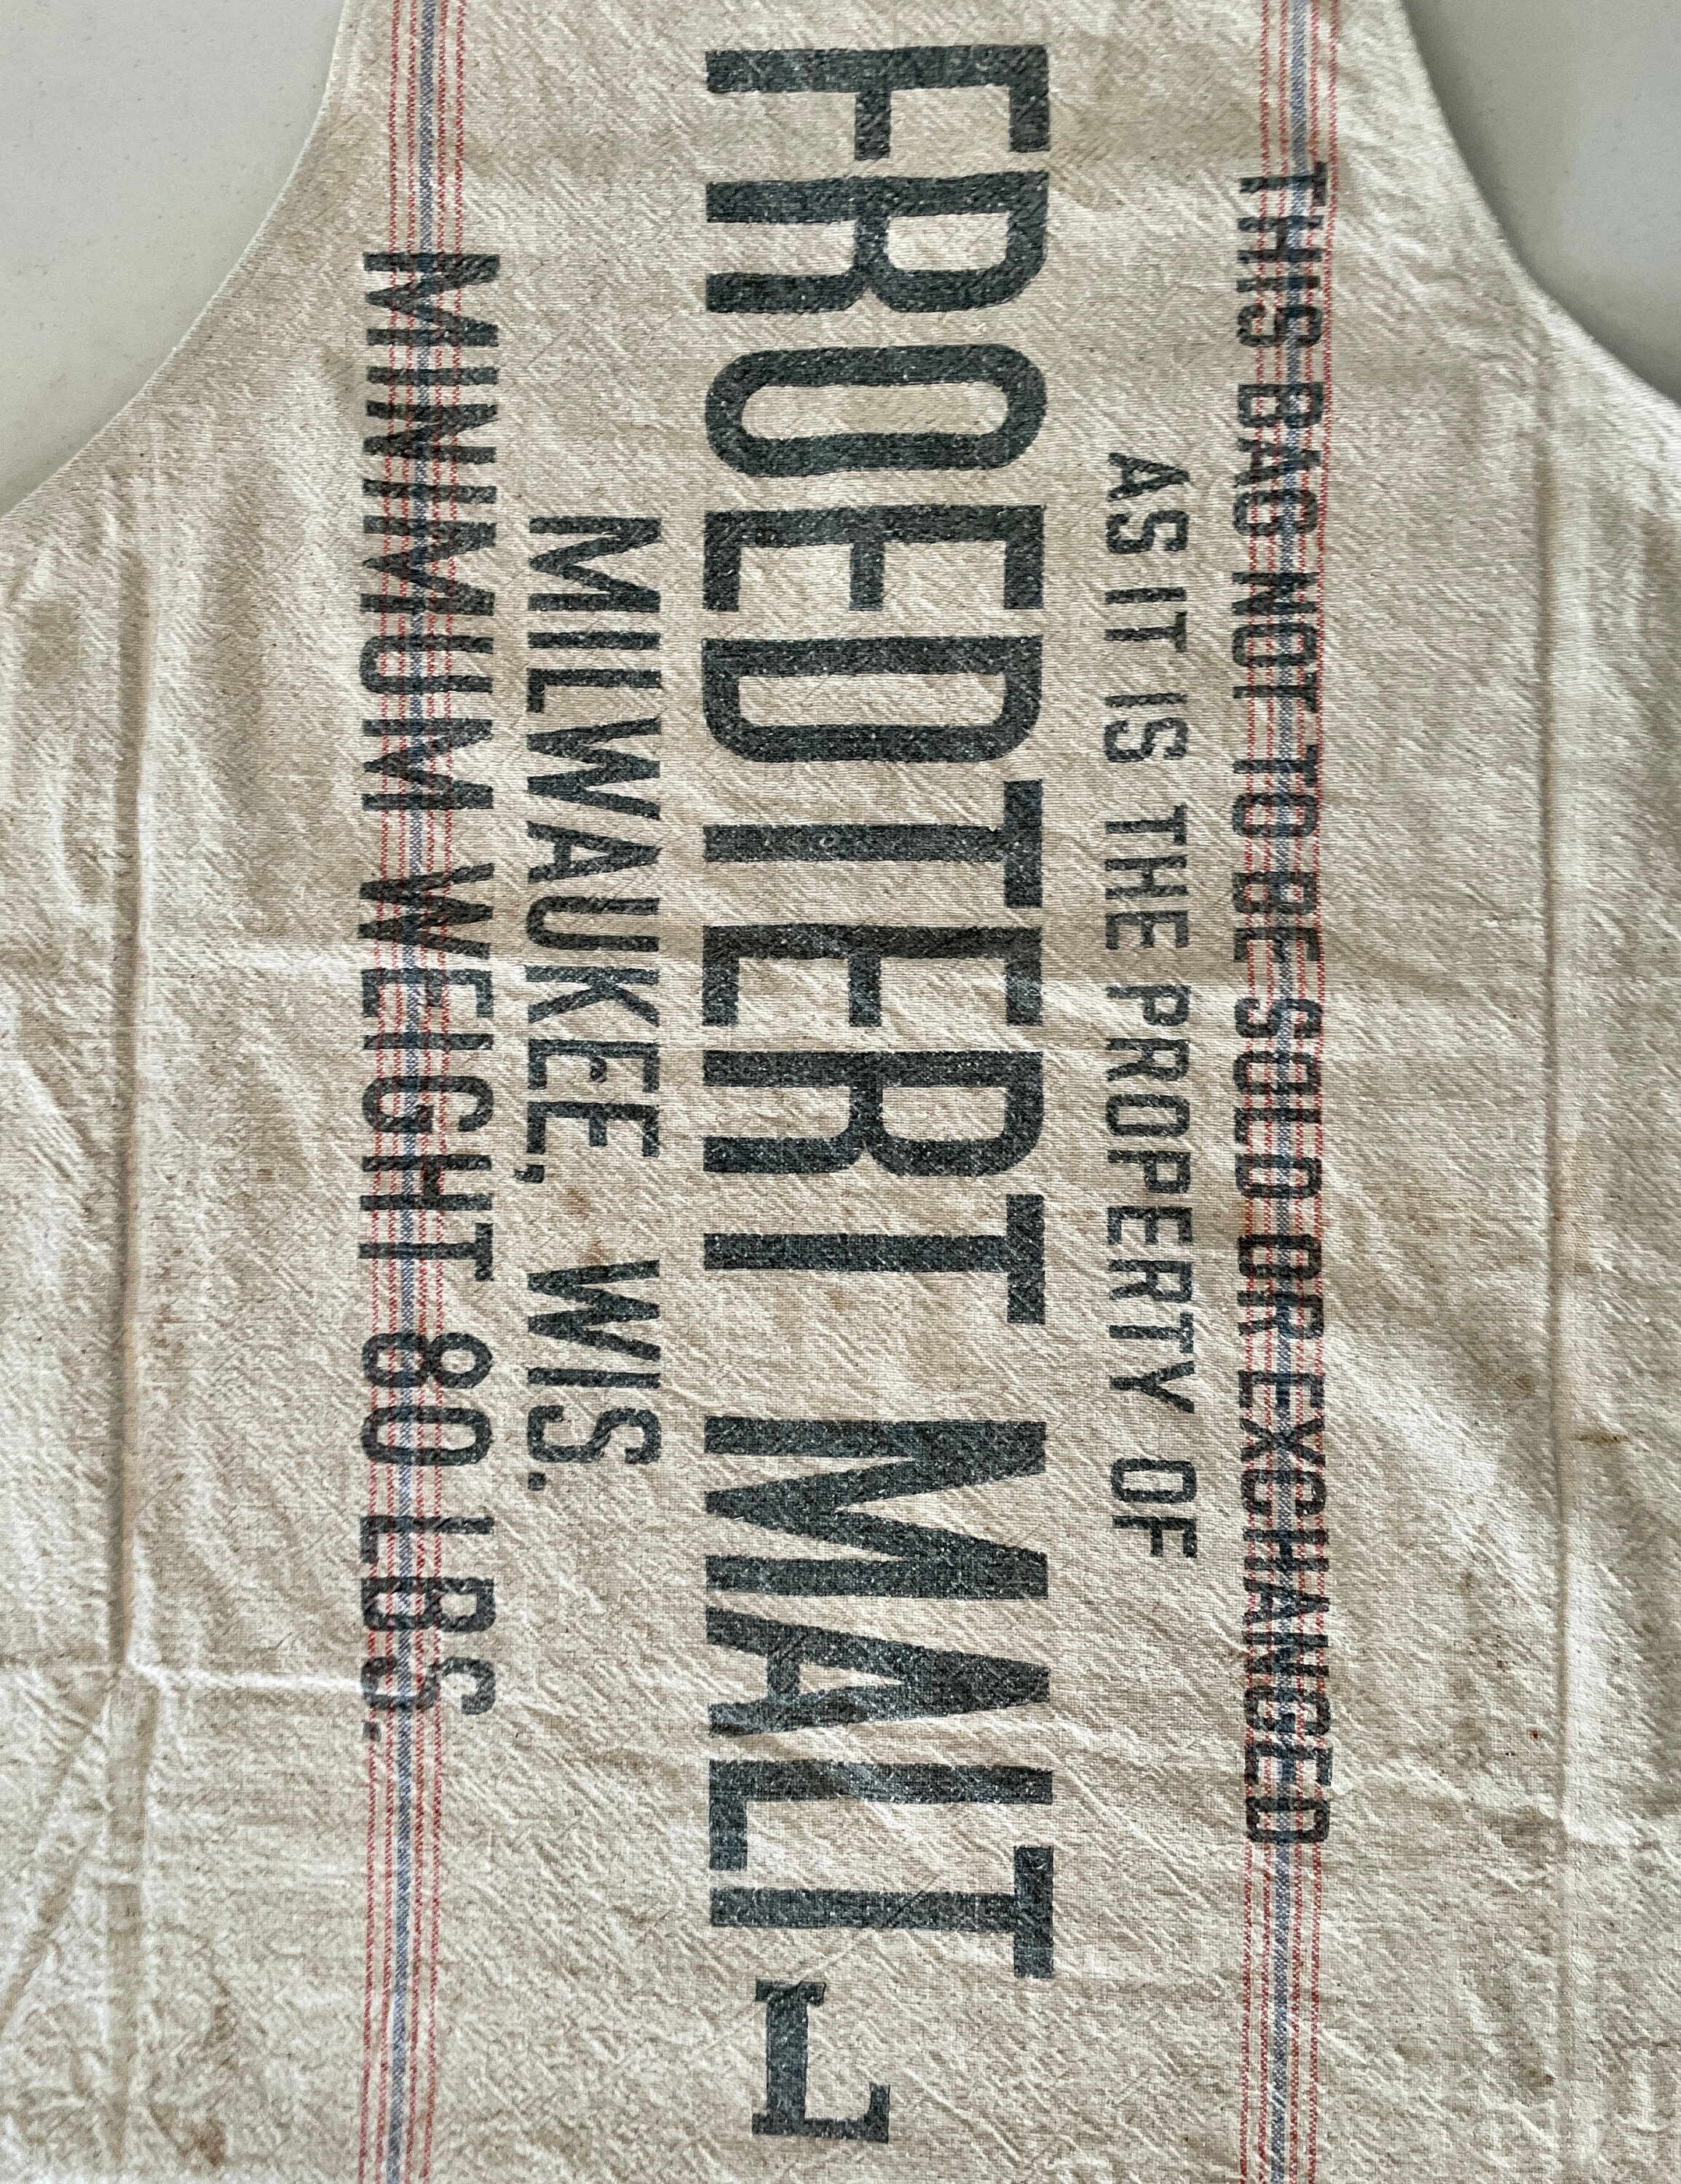 THIS BAG NOT TO BE SOLD OR EXCHANGED
AS IT IS THE PROPERTY OF
FROEDTERT MALT L
MILWAUKEE, WIS.
MINIMUM WEIGHT 80 LBS.